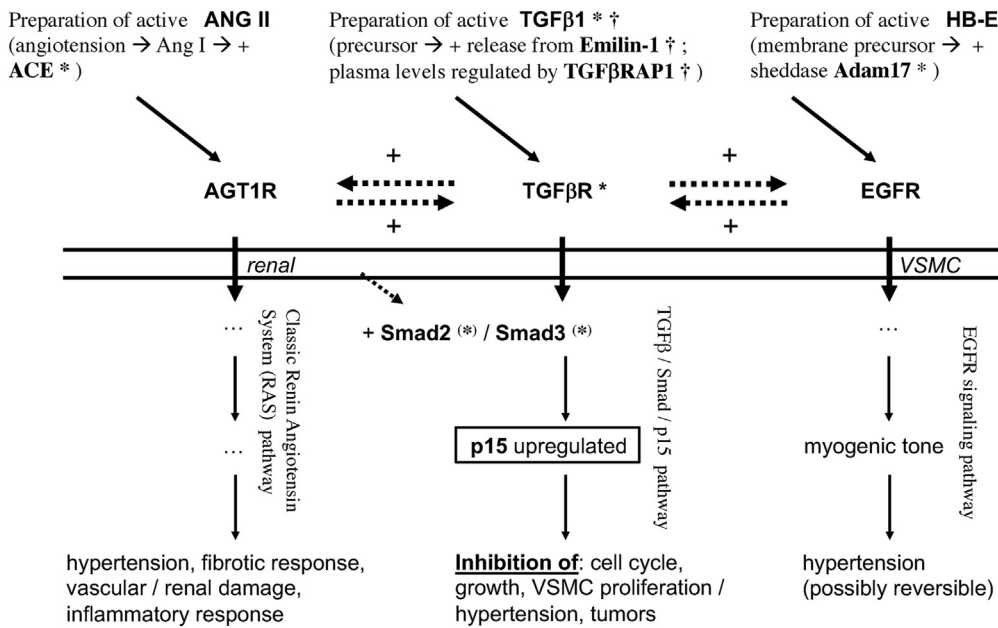 Preparation of active ANG II
(angiotension → Ang I → +
ACE * )
Preparation of active TGFβ1 * †
(precursor → + release from Emilin-1 † ;
plasma levels regulated by TGFβRAP1 † )
Preparation of active HB-E
(membrane precursor → +
sheddase Adam17 * )
+
+
AGT1R
TGFβR *
EGFR
+
+
renal
VSMC
...
+ Smad2 (*) / Smad3 (*)
...
Classic Renin Angiotensin
System (RAS) pathway
TGFβ / Smad / p15 pathway
EGFR signaling pathway
...
p15 upregulated
myogenic tone
hypertension, fibrotic response,
vascular / renal damage,
inflammatory response
Inhibition of: cell cycle,
growth, VSMC proliferation /
hypertension, tumors
hypertension
(possibly reversible)